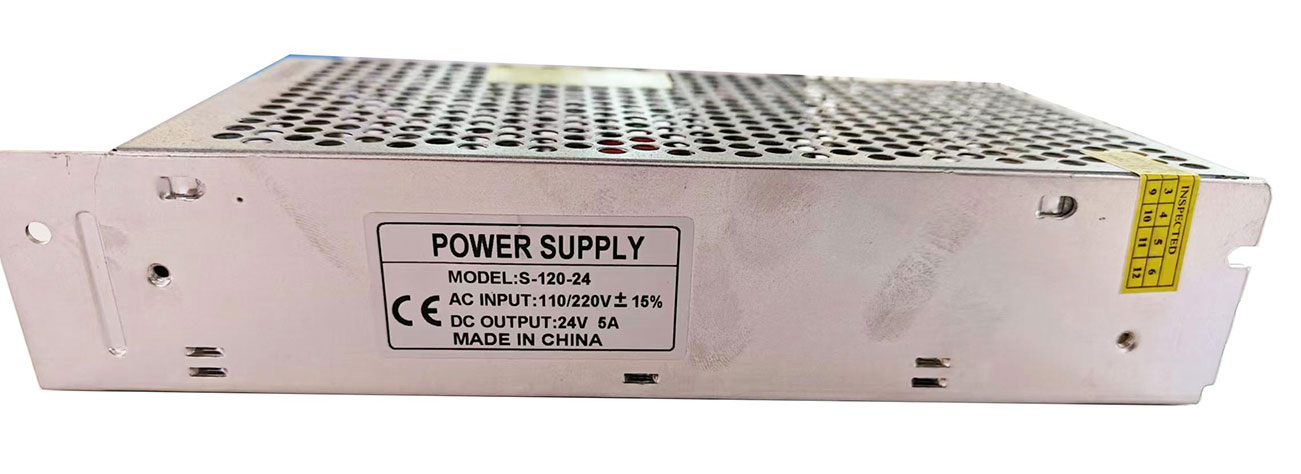 POWER SUPPLY
MODEL:S-120-24
CE AC INPUT:110/220V ± 15%
DC OUTPUT:24V 5A
MADE IN CHINA
INSPECTED
3 4 5 6
9 10 11 12